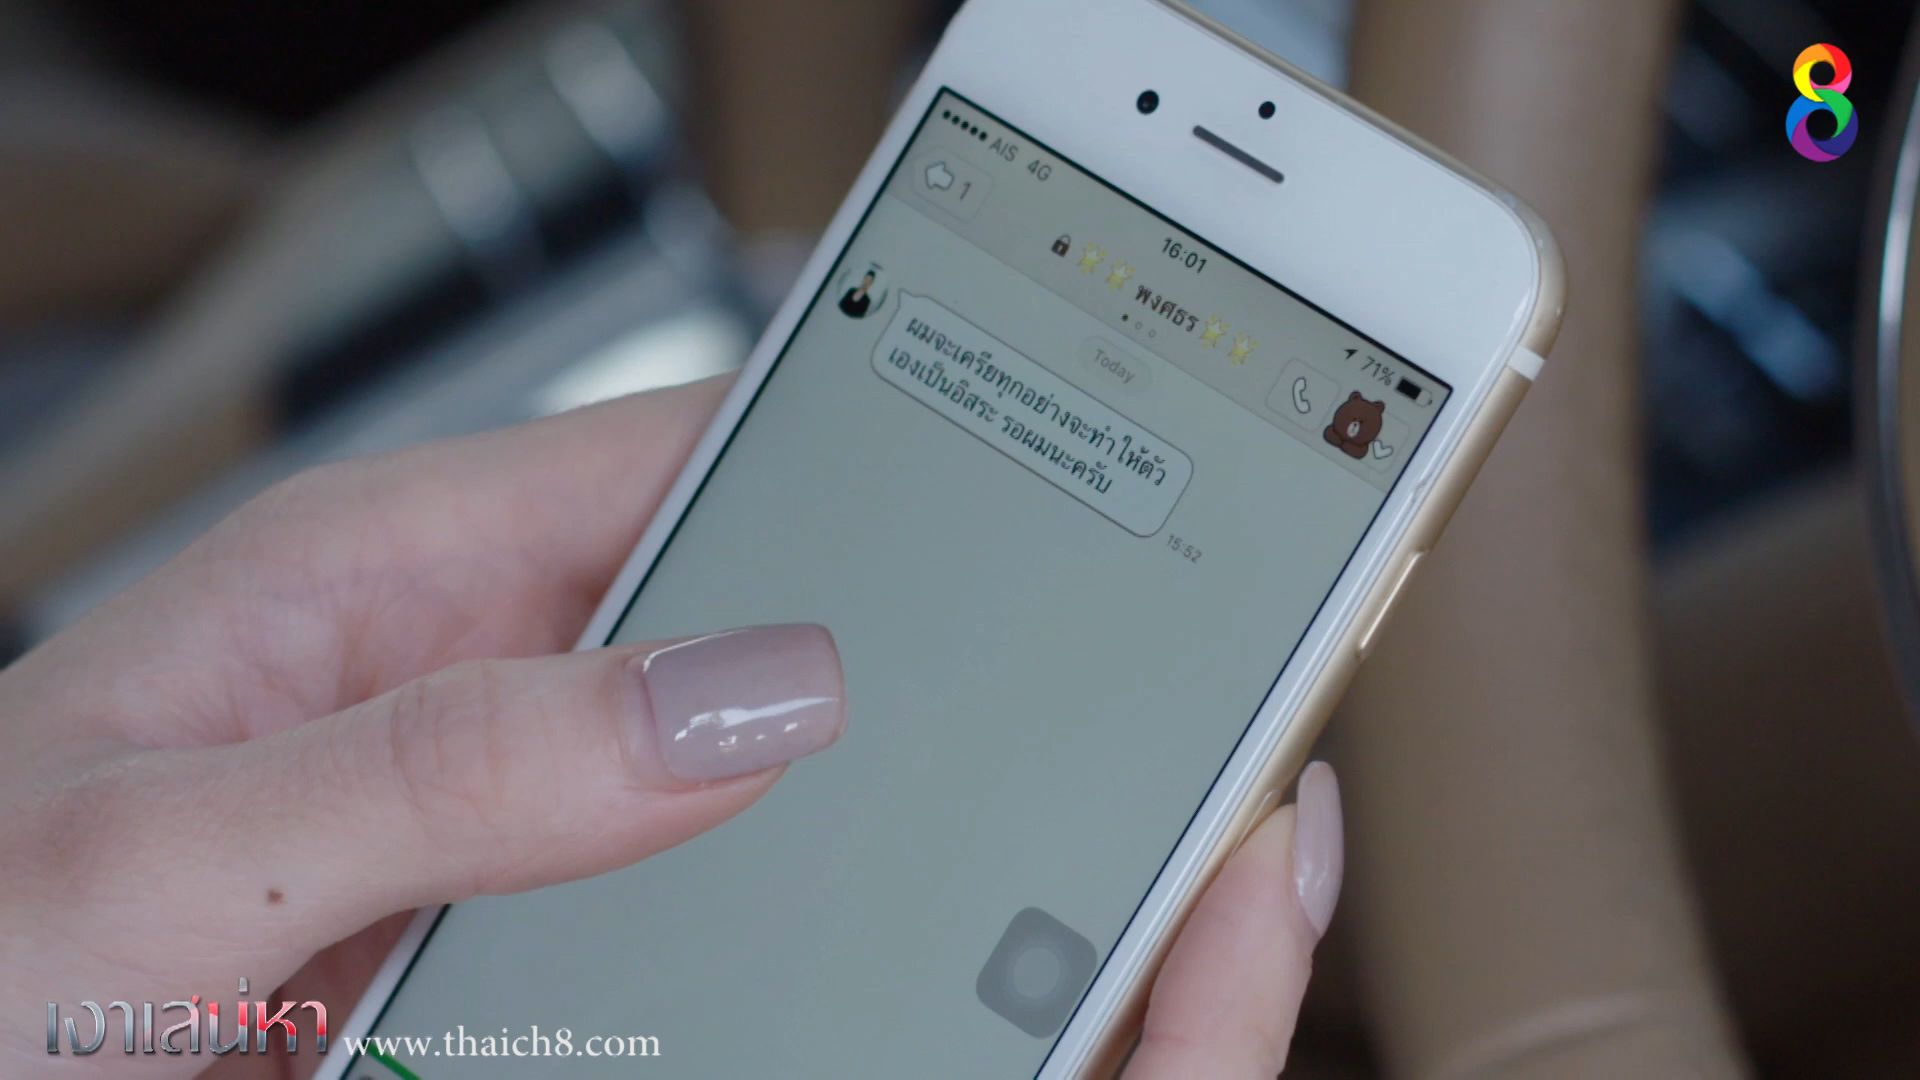 AIS 4G
16:01
71%
1
พงศธร
Today
ผมจะเครียทุกอย่างจะทำให้ตัว
เองเป็นอิสระ รอผมนะครับ
15:52
8
เงาเสน่หา
www.thaich8.com